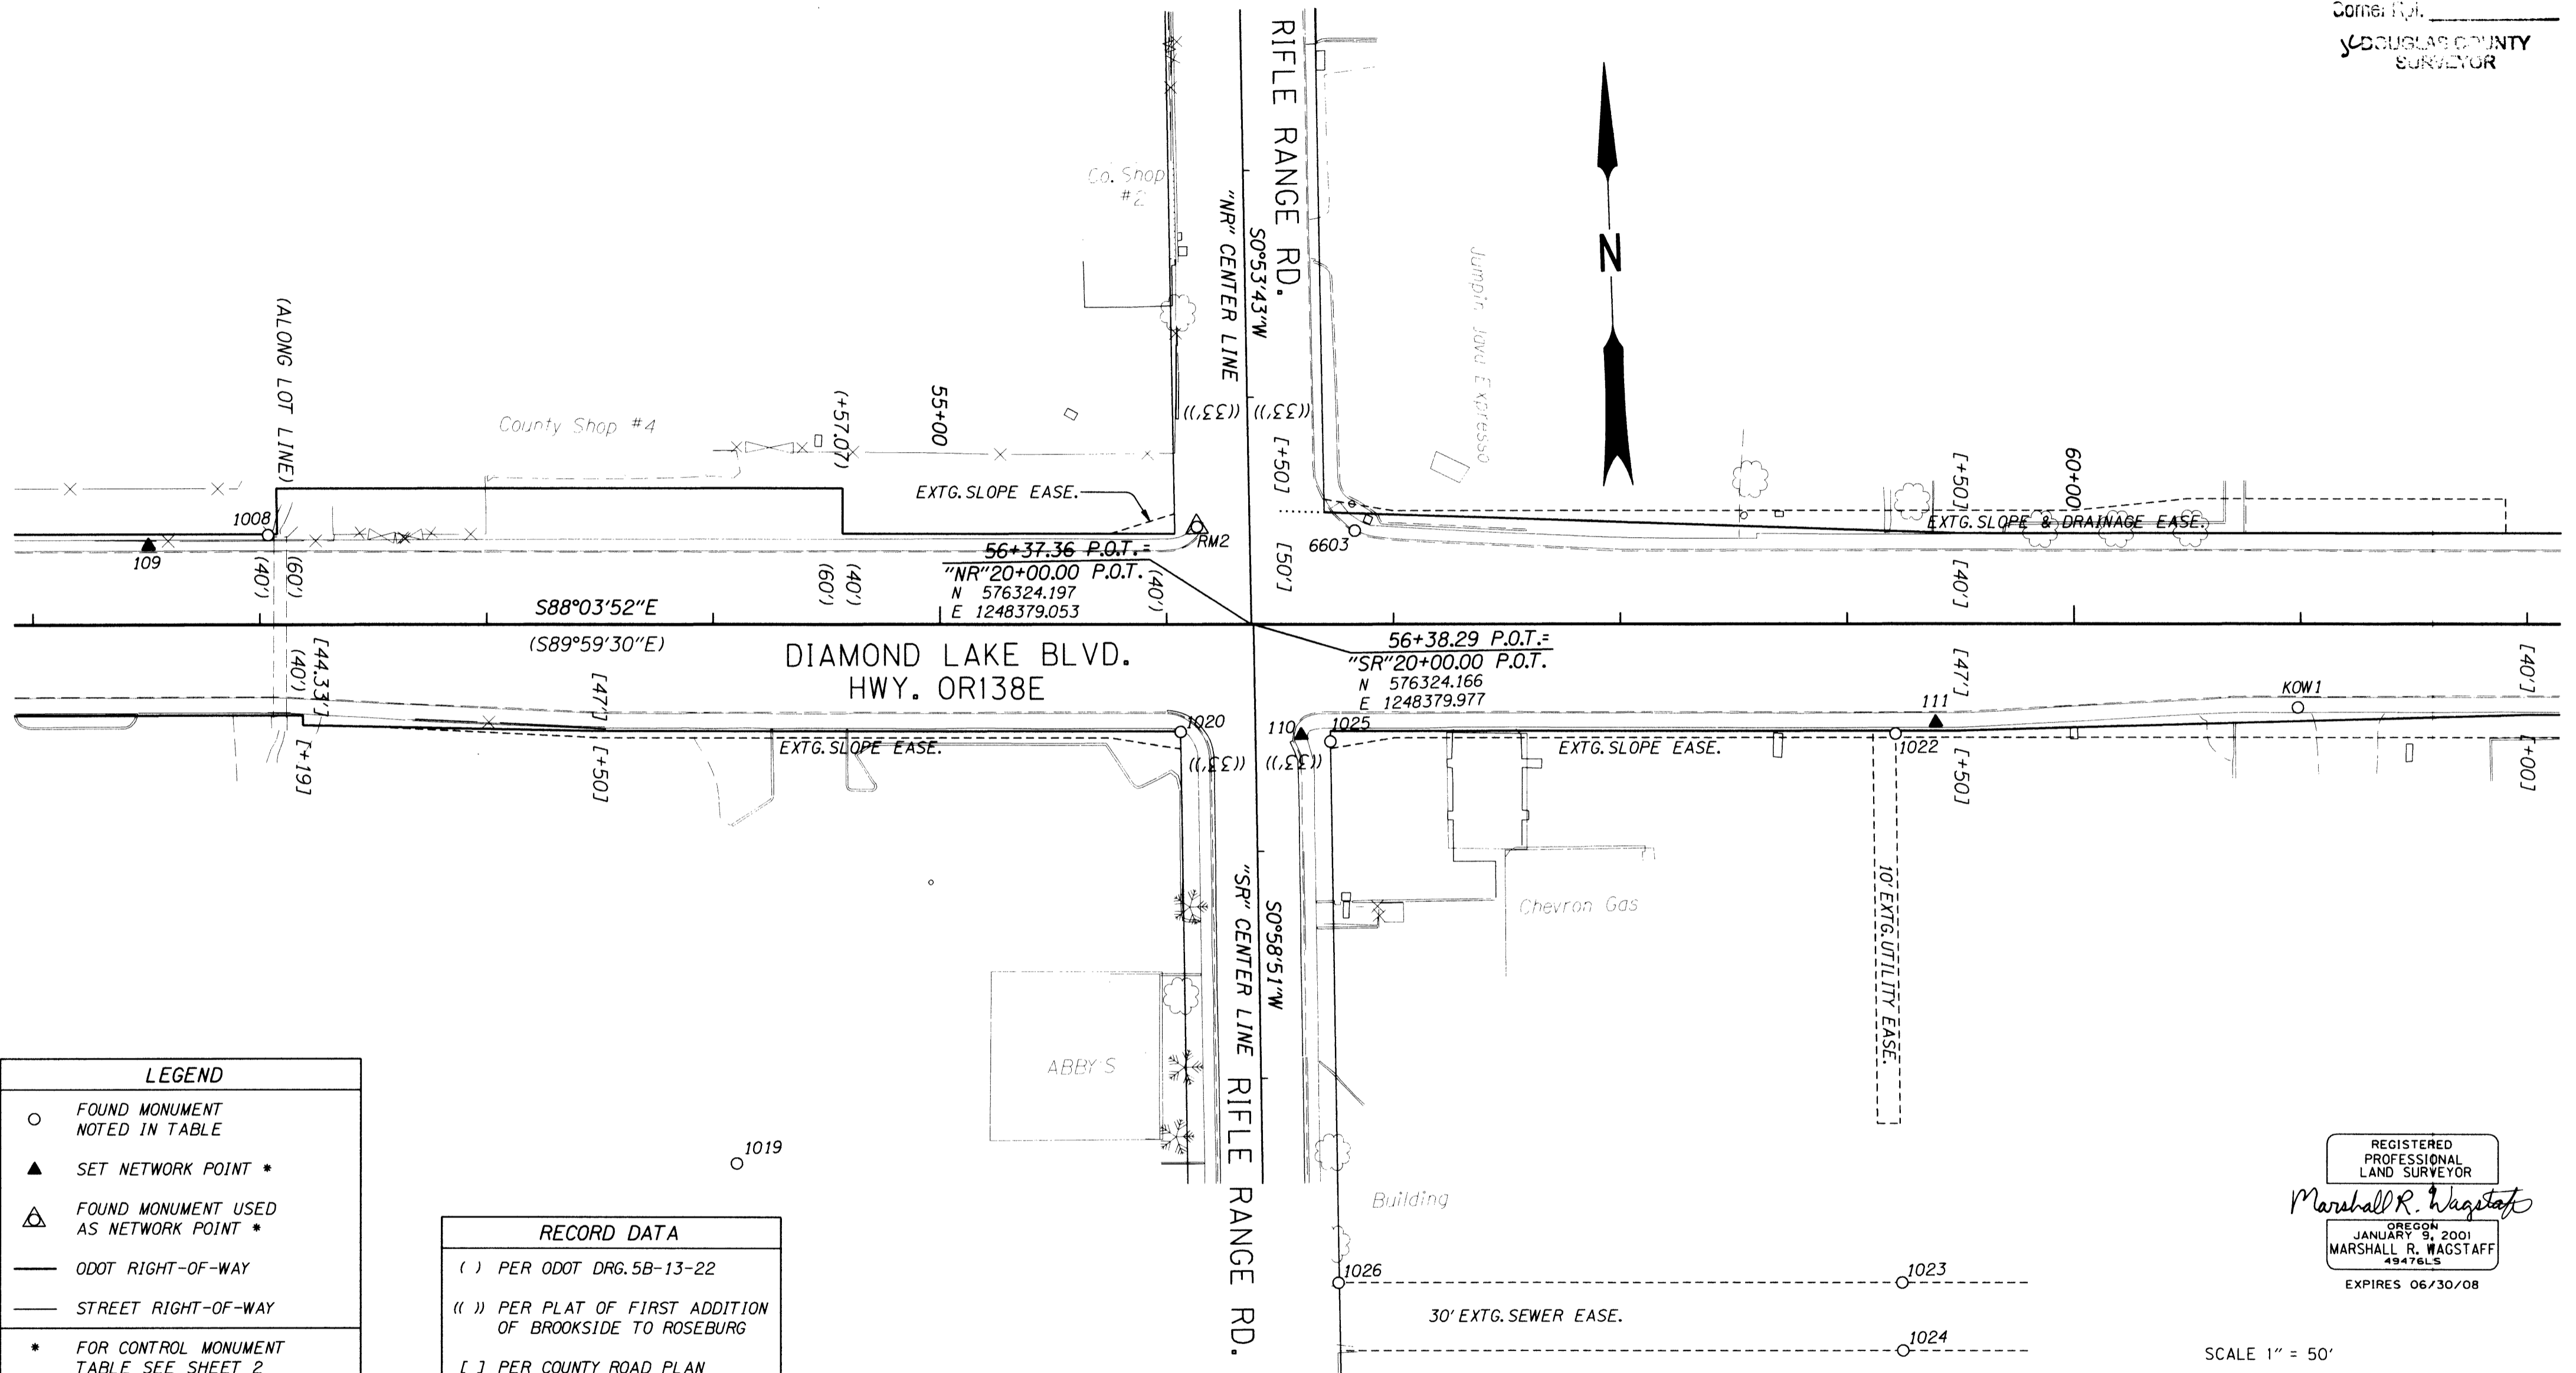 Corner Rpt.
DOUGLAS COUNTY
SURVEYOR
RIFLE RANGE RD.
"NR" CENTER LINE
S0°53'43"W
Co. Shop
#2
Jumpin Java Expresso
N
(ALONG LOT LINE)
County Shop #4
(+57.07)
55+00
((33')) ((33'))
[+50]
[+50]
60+00
EXTG. SLOPE EASE.
EXTG. SLOPE & DRAINAGE EASE.
1008
109
RM2
6603
(40')
(60')
(60')
(40')
(40')
[50']
[40']
56+37.36 P.O.T.=
"NR"20+00.00 P.O.T.
N 576324.197
E 1248379.053
S88°03'52"E
(S89°59'30"E)
DIAMOND LAKE BLVD.
HWY. OR138E
56+38.29 P.O.T.=
"SR"20+00.00 P.O.T.
N 576324.166
E 1248379.977
[44.33']
(40')
[47']
[47']
[40']
KOW1
111
1020
110
1025
1022
[+19]
[+50]
EXTG. SLOPE EASE.
((33')) ((33'))
EXTG. SLOPE EASE.
[+50]
[+00]
"SR" CENTER LINE
S0°58'51"W
RIFLE RANGE RD.
Chevron Gas
10' EXTG. UTILITY EASE.
ABBY'S
1019
Building
1026
1023
30' EXTG. SEWER EASE.
1024
LEGEND
FOUND MONUMENT
NOTED IN TABLE
SET NETWORK POINT *
FOUND MONUMENT USED
AS NETWORK POINT *
ODOT RIGHT-OF-WAY
STREET RIGHT-OF-WAY
* FOR CONTROL MONUMENT
TABLE SEE SHEET 2
RECORD DATA
( ) PER ODOT DRG. 5B-13-22
(( )) PER PLAT OF FIRST ADDITION
OF BROOKSIDE TO ROSEBURG
[ ] PER COUNTY ROAD PLAN
REGISTERED
PROFESSIONAL
LAND SURVEYOR
Marshall R. Wagstaff
OREGON
JANUARY 9, 2001
MARSHALL R. WAGSTAFF
49476LS
EXPIRES 06/30/08
SCALE 1" = 50'